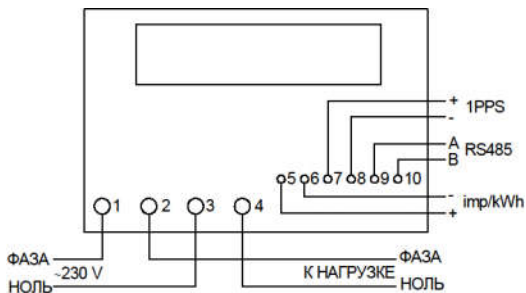 + 1PPS
-
A RS485
B
5 6 7 8 9 10
- imp/kWh
+
1 2 3 4
ФАЗА ФАЗА
~230 V К НАГРУЗКЕ
НОЛЬ НОЛЬ